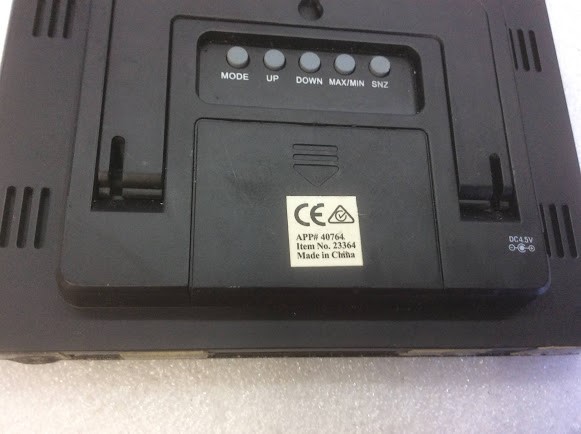 MODE UP DOWN MAX/MIN SNZ
CE
APP# 40764
Item No. 23364
Made in China
DC4.5V